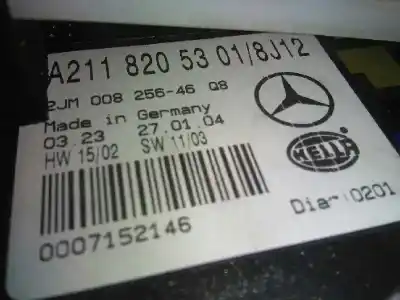 A211 820 53 01/8J12
2JM 008 256-46 Q8
Made in Germany
03.23 27.01.04
HW 15/02 SW 11/03
HELLA
Dia 0201
0007152146